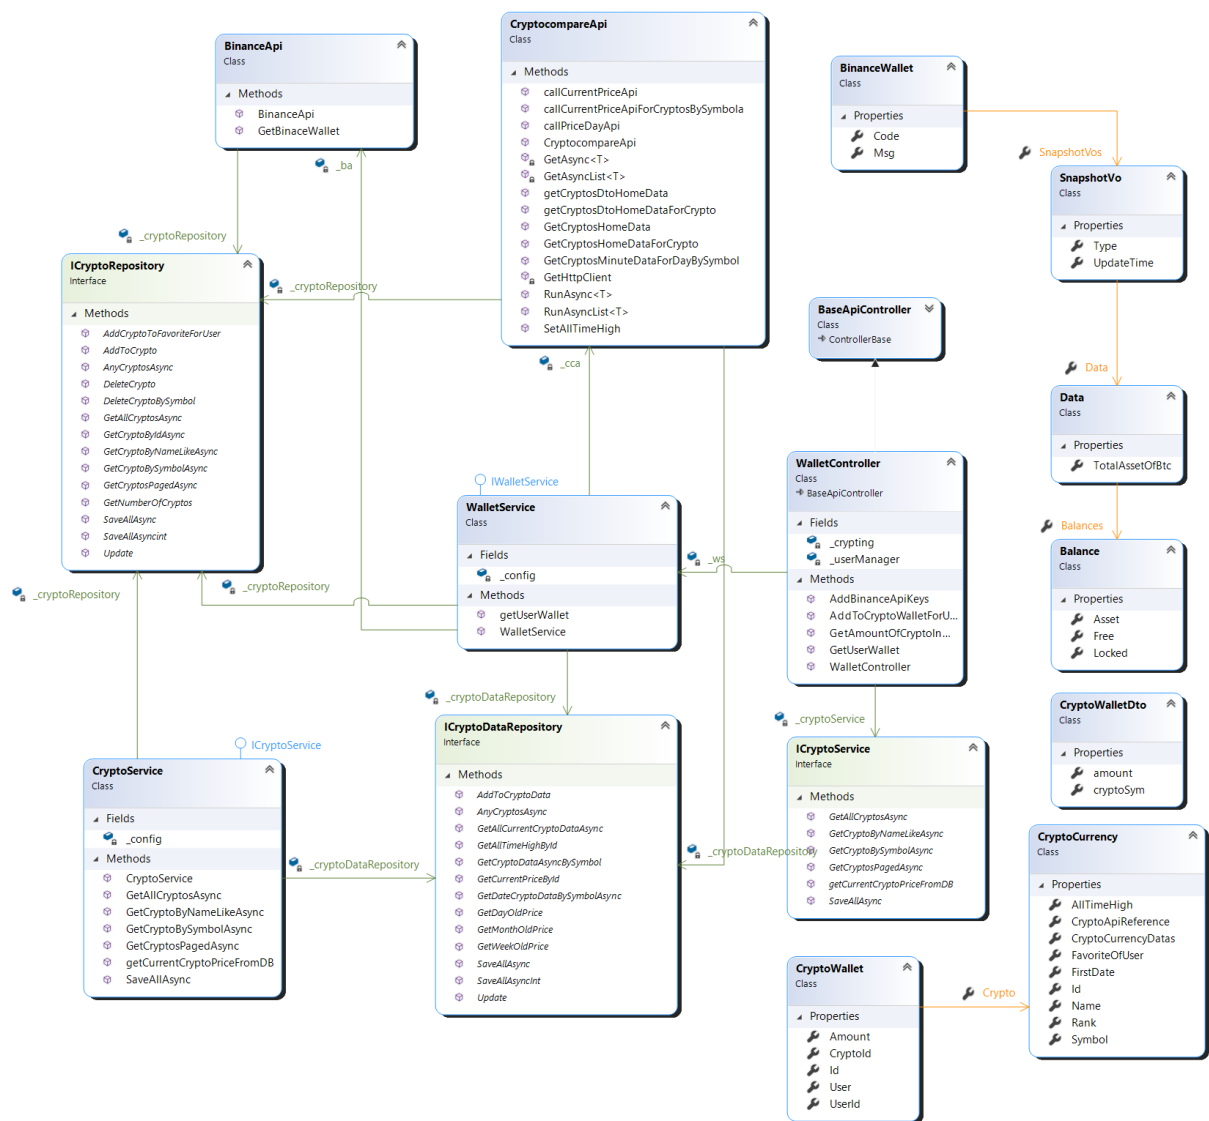 BinanceApi
Class
Methods
BinanceApi
GetBinaceWallet
CryptocompareApi
Class
Methods
callCurrentPriceApi
callCurrentPriceApiForCryptosBySymbola
callPriceDayApi
CryptocompareApi
GetAsync<T>
GetAsyncList<T>
getCryptosDtoHomeData
getCryptosDtoHomeDataForCrypto
GetCryptosHomeData
GetCryptosHomeDataForCrypto
GetCryptosMinuteDataForDayBySymbol
GetHttpClient
RunAsync<T>
RunAsyncList<T>
SetAllTimeHigh
BinanceWallet
Class
Properties
Code
Msg
SnapshotVos
SnapshotVo
Class
Properties
Type
UpdateTime
_ba
_cryptoRepository
_cryptoRepository
ICryptoRepository
Interface
Methods
AddCryptoToFavoriteForUser
AddToCrypto
AnyCryptosAsync
DeleteCrypto
DeleteCryptoBySymbol
GetAllCryptosAsync
GetCryptoByIdAsync
GetCryptoByNameLikeAsync
GetCryptoBySymbolAsync
GetCryptosPagedAsync
GetNumberOfCryptos
SaveAllAsync
SaveAllAsyncint
Update
_cca
BaseApiController
Class
ControllerBase
Data
Data
Class
Properties
TotalAssetOfBtc
IWalletService
WalletService
Class
Fields
_config
Methods
getUserWallet
WalletService
_ws
WalletController
Class
BaseApiController
Fields
_crypting
_userManager
Methods
AddBinanceApiKeys
AddToCryptoWalletForU...
GetAmountOfCryptoIn...
GetUserWallet
WalletController
Balances
Balance
Class
Properties
Asset
Free
Locked
_cryptoRepository
_cryptoRepository
_cryptoDataRepository
_cryptoService
CryptoWalletDto
Class
Properties
amount
cryptoSym
ICryptoService
CryptoService
Class
Fields
_config
Methods
CryptoService
GetAllCryptosAsync
GetCryptoByNameLikeAsync
GetCryptoBySymbolAsync
GetCryptosPagedAsync
getCurrentCryptoPriceFromDB
SaveAllAsync
_cryptoDataRepository
ICryptoDataRepository
Interface
Methods
AddToCryptoData
AnyCryptosAsync
GetAllCurrentCryptoDataAsync
GetAllTimeHighById
GetCryptoDataAsyncBySymbol
GetCurrentPriceById
GetDateCryptoDataBySymbolAsync
GetDayOldPrice
GetMonthOldPrice
GetWeekOldPrice
SaveAllAsync
SaveAllAsyncInt
Update
_cryptoDataRepository
ICryptoService
Interface
Methods
GetAllCryptosAsync
GetCryptoByNameLikeAsync
GetCryptoBySymbolAsync
GetCryptosPagedAsync
getCurrentCryptoPriceFromDB
SaveAllAsync
CryptoCurrency
Class
Properties
AllTimeHigh
CryptoApiReference
CryptoCurrencyDatas
FavoriteOfUser
FirstDate
Id
Name
Rank
Symbol
CryptoWallet
Class
Properties
Amount
CryptoId
Id
User
UserId
Crypto